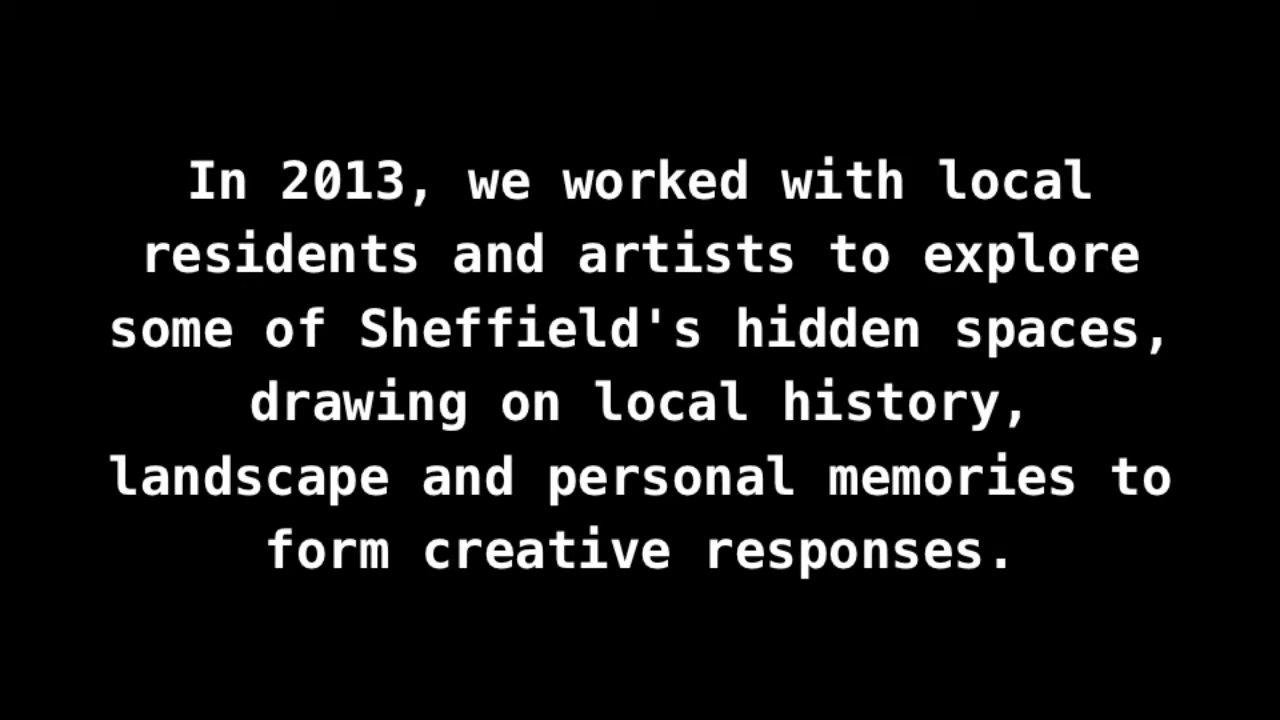 In 2013, we worked with local
residents and artists to explore
some of Sheffield's hidden spaces,
drawing on local history,
landscape and personal memories to
form creative responses.